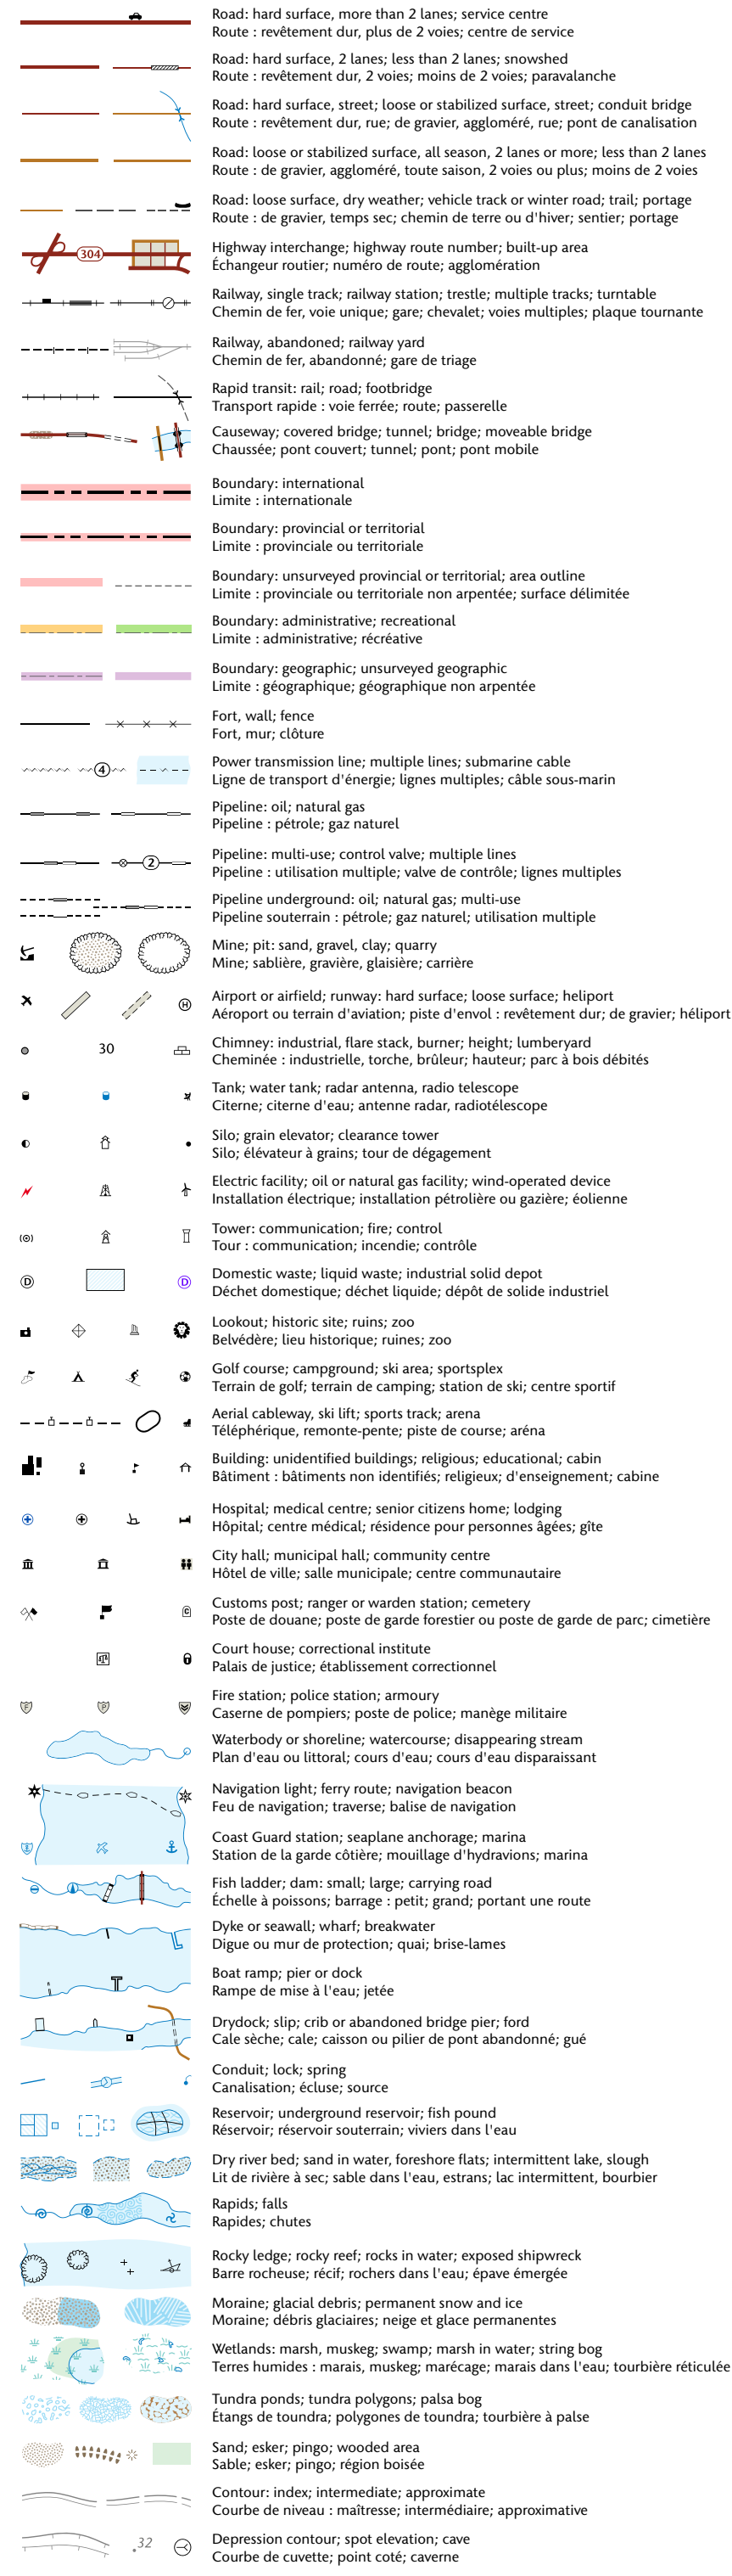 Road: hard surface, more than 2 lanes; service centre
Route : revêtement dur, plus de 2 voies; centre de service
Road: hard surface, 2 lanes; less than 2 lanes; snowshed
Route : revêtement dur, 2 voies; moins de 2 voies; paravalanche
Road: hard surface, street; loose or stabilized surface, street; conduit bridge
Route : revêtement dur, rue; de gravier, aggloméré, rue; pont de canalisation
Road: loose or stabilized surface, all season, 2 lanes or more; less than 2 lanes
Route : de gravier, aggloméré, toute saison, 2 voies ou plus; moins de 2 voies
Road: loose surface, dry weather; vehicle track or winter road; trail; portage
Route : de gravier, temps sec; chemin de terre ou d'hiver; sentier; portage
304
Highway interchange; highway route number; built-up area
Échangeur routier; numéro de route; agglomération
Railway, single track; railway station; trestle; multiple tracks; turntable
Chemin de fer, voie unique; gare; chevalet; voies multiples; plaque tournante
Railway, abandoned; railway yard
Chemin de fer, abandonné; gare de triage
Rapid transit: rail; road; footbridge
Transport rapide : voie ferrée; route; passerelle
Causeway; covered bridge; tunnel; bridge; moveable bridge
Chaussée; pont couvert; tunnel; pont; pont mobile
Boundary: international
Limite : internationale
Boundary: provincial or territorial
Limite : provinciale ou territoriale
Boundary: unsurveyed provincial or territorial; area outline
Limite : provinciale ou territoriale non arpentée; surface délimitée
Boundary: administrative; recreational
Limite : administrative; récréative
Boundary: geographic; unsurveyed geographic
Limite : géographique; géographique non arpentée
Fort, wall; fence
Fort, mur; clôture
4
Power transmission line; multiple lines; submarine cable
Ligne de transport d'énergie; lignes multiples; câble sous-marin
Pipeline: oil; natural gas
Pipeline : pétrole; gaz naturel
2
Pipeline: multi-use; control valve; multiple lines
Pipeline : utilisation multiple; valve de contrôle; lignes multiples
Pipeline underground: oil; natural gas; multi-use
Pipeline souterrain : pétrole; gaz naturel; utilisation multiple
Mine; pit: sand, gravel, clay; quarry
Mine; sablière, gravière, glaisière; carrière
H
Airport or airfield; runway: hard surface; loose surface; heliport
Aéroport ou terrain d'aviation; piste d'envol : revêtement dur; de gravier; héliport
30
Chimney: industrial, flare stack, burner; height; lumberyard
Cheminée : industrielle, torche, brûleur; hauteur; parc à bois débités
Tank; water tank; radar antenna, radio telescope
Citerne; citerne d'eau; antenne radar, radiotélescope
Silo; grain elevator; clearance tower
Silo; élévateur à grains; tour de dégagement
Electric facility; oil or natural gas facility; wind-operated device
Installation électrique; installation pétrolière ou gazière; éolienne
Tower: communication; fire; control
Tour : communication; incendie; contrôle
D D
Domestic waste; liquid waste; industrial solid depot
Déchet domestique; déchet liquide; dépôt de solide industriel
Lookout; historic site; ruins; zoo
Belvédère; lieu historique; ruines; zoo
Golf course; campground; ski area; sportsplex
Terrain de golf; terrain de camping; station de ski; centre sportif
Aerial cableway, ski lift; sports track; arena
Téléphérique, remonte-pente; piste de course; aréna
Building: unidentified buildings; religious; educational; cabin
Bâtiment : bâtiments non identifiés; religieux; d'enseignement; cabine
Hospital; medical centre; senior citizens home; lodging
Hôpital; centre médical; résidence pour personnes âgées; gîte
City hall; municipal hall; community centre
Hôtel de ville; salle municipale; centre communautaire
C
Customs post; ranger or warden station; cemetery
Poste de douane; poste de garde forestier ou poste de garde de parc; cimetière
Court house; correctional institute
Palais de justice; établissement correctionnel
F P
Fire station; police station; armoury
Caserne de pompiers; poste de police; manège militaire
Waterbody or shoreline; watercourse; disappearing stream
Plan d'eau ou littoral; cours d'eau; cours d'eau disparaissant
Navigation light; ferry route; navigation beacon
Feu de navigation; traverse; balise de navigation
Coast Guard station; seaplane anchorage; marina
Station de la garde côtière; mouillage d'hydravions; marina
Fish ladder; dam: small; large; carrying road
Échelle à poissons; barrage : petit; grand; portant une route
Dyke or seawall; wharf; breakwater
Digue ou mur de protection; quai; brise-lames
Boat ramp; pier or dock
Rampe de mise à l'eau; jetée
Drydock; slip; crib or abandoned bridge pier; ford
Cale sèche; cale; caisson ou pilier de pont abandonné; gué
Conduit; lock; spring
Canalisation; écluse; source
Reservoir; underground reservoir; fish pound
Réservoir; réservoir souterrain; viviers dans l'eau
Dry river bed; sand in water, foreshore flats; intermittent lake, slough
Lit de rivière à sec; sable dans l'eau, estrans; lac intermittent, bourbier
Rapids; falls
Rapides; chutes
Rocky ledge; rocky reef; rocks in water; exposed shipwreck
Barre rocheuse; récif; rochers dans l'eau; épave émergée
Moraine; glacial debris; permanent snow and ice
Moraine; débris glaciaires; neige et glace permanentes
Wetlands: marsh, muskeg; swamp; marsh in water; string bog
Terres humides : marais, muskeg; marécage; marais dans l'eau; tourbière réticulée
Tundra ponds; tundra polygons; palsa bog
Étangs de toundra; polygones de toundra; tourbière à palse
Sand; esker; pingo; wooded area
Sable; esker; pingo; région boisée
Contour: index; intermediate; approximate
Courbe de niveau : maîtresse; intermédiaire; approximative
.32
Depression contour; spot elevation; cave
Courbe de cuvette; point coté; caverne